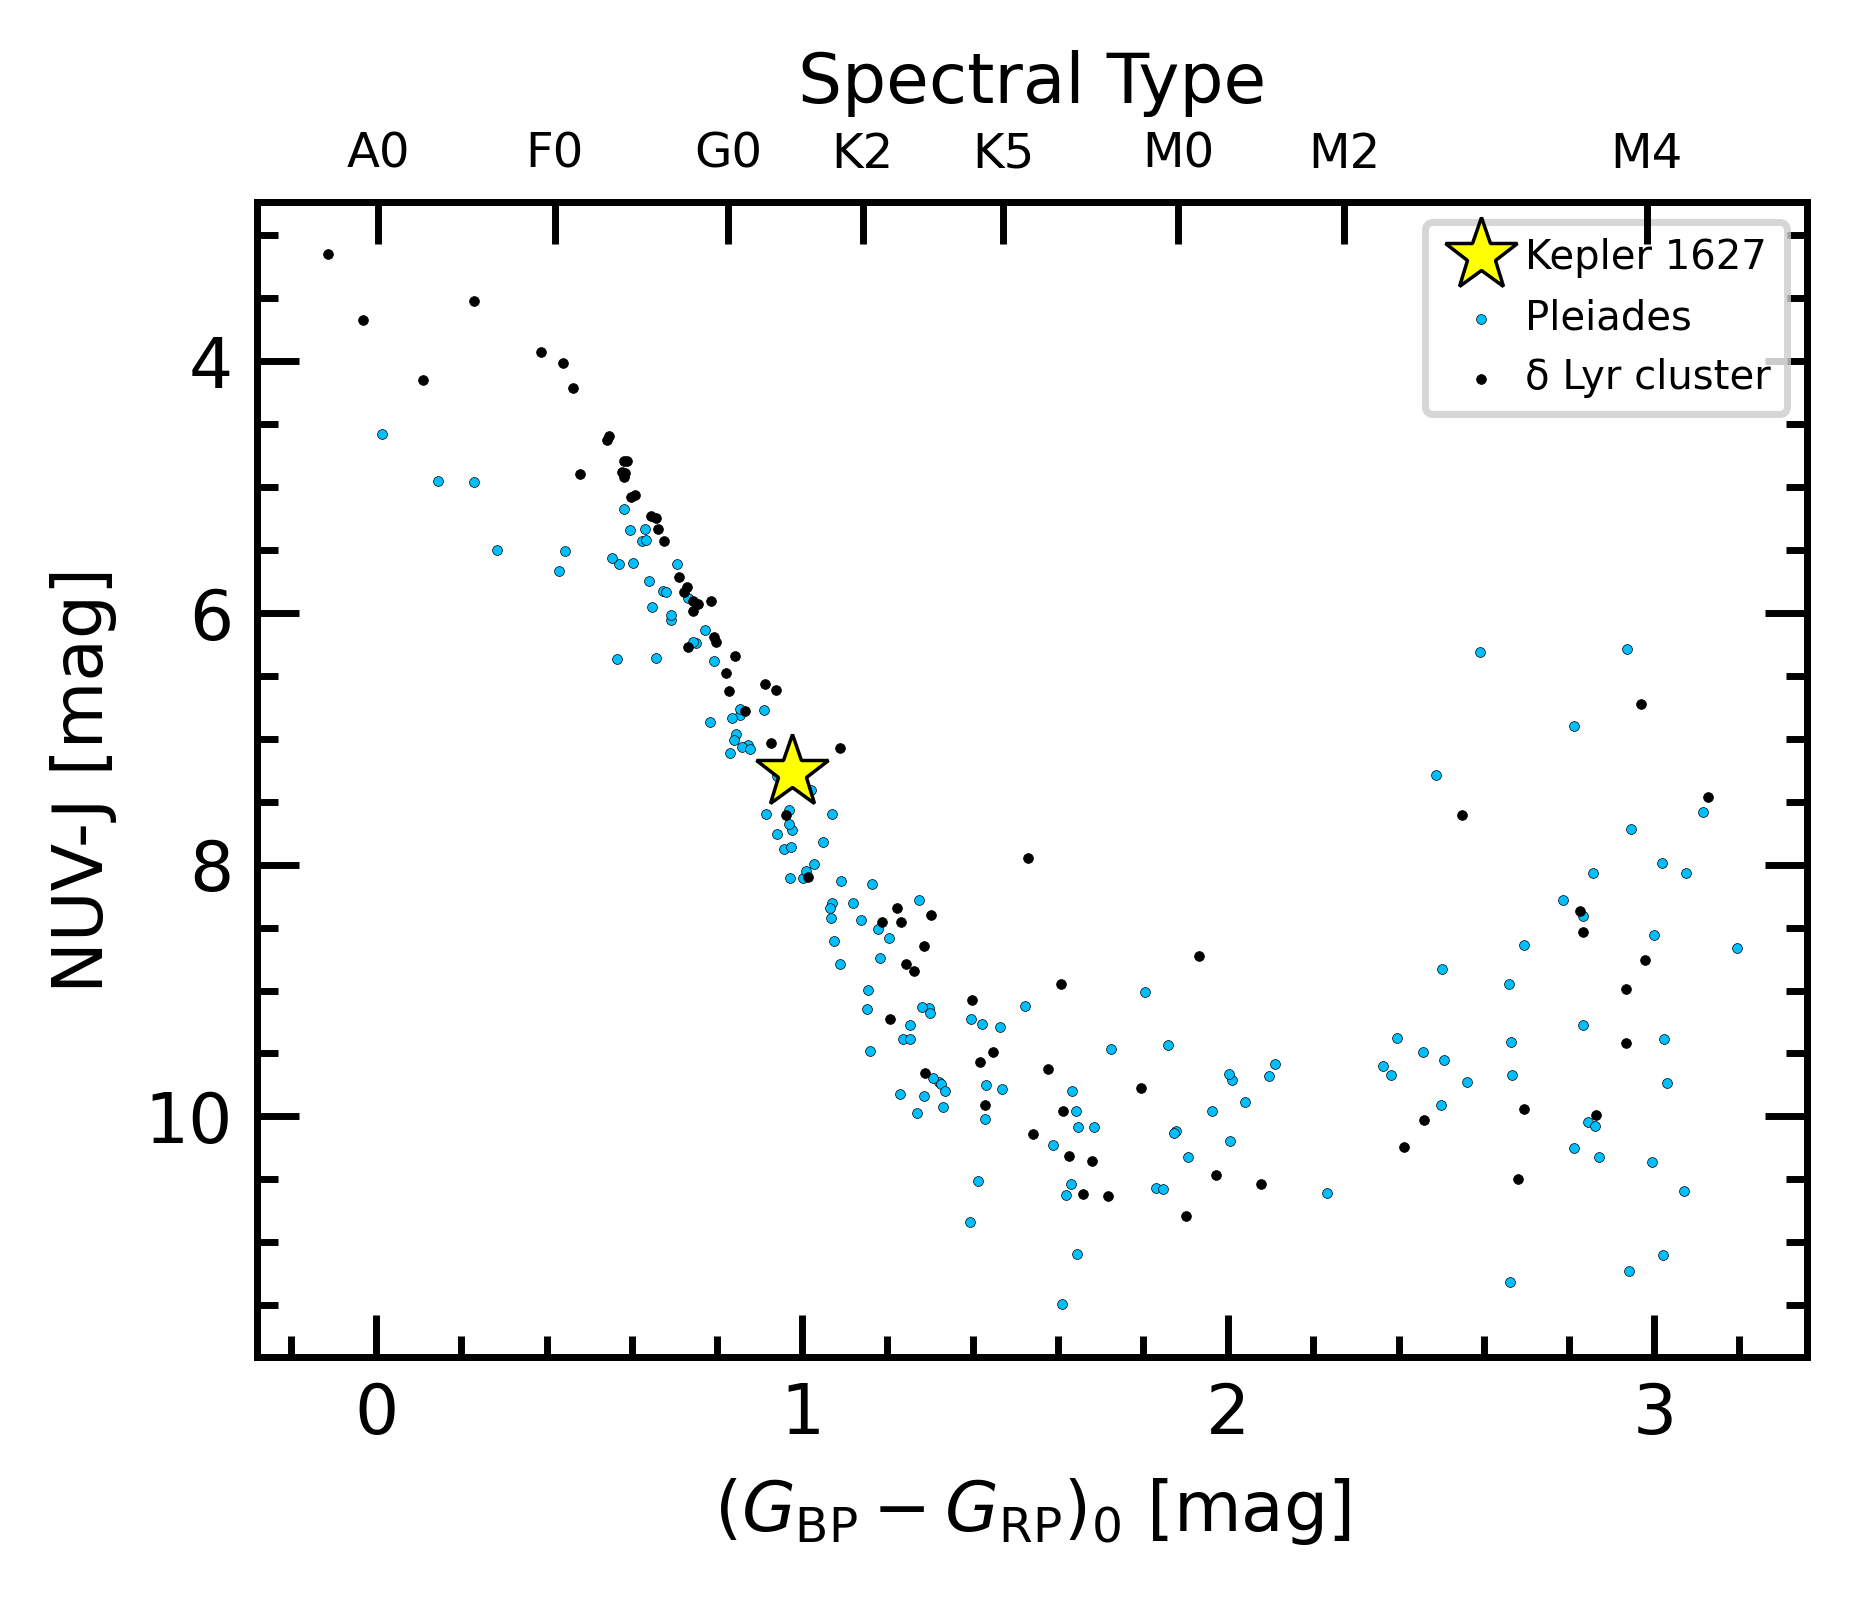 Spectral Type
A0 F0 G0 K2 K5 M0 M2 M4
Kepler 1627
Pleiades
δ Lyr cluster
NUV-J [mag]
4
6
8
10
0 1 2 3
(G_BP − G_RP)_0 [mag]